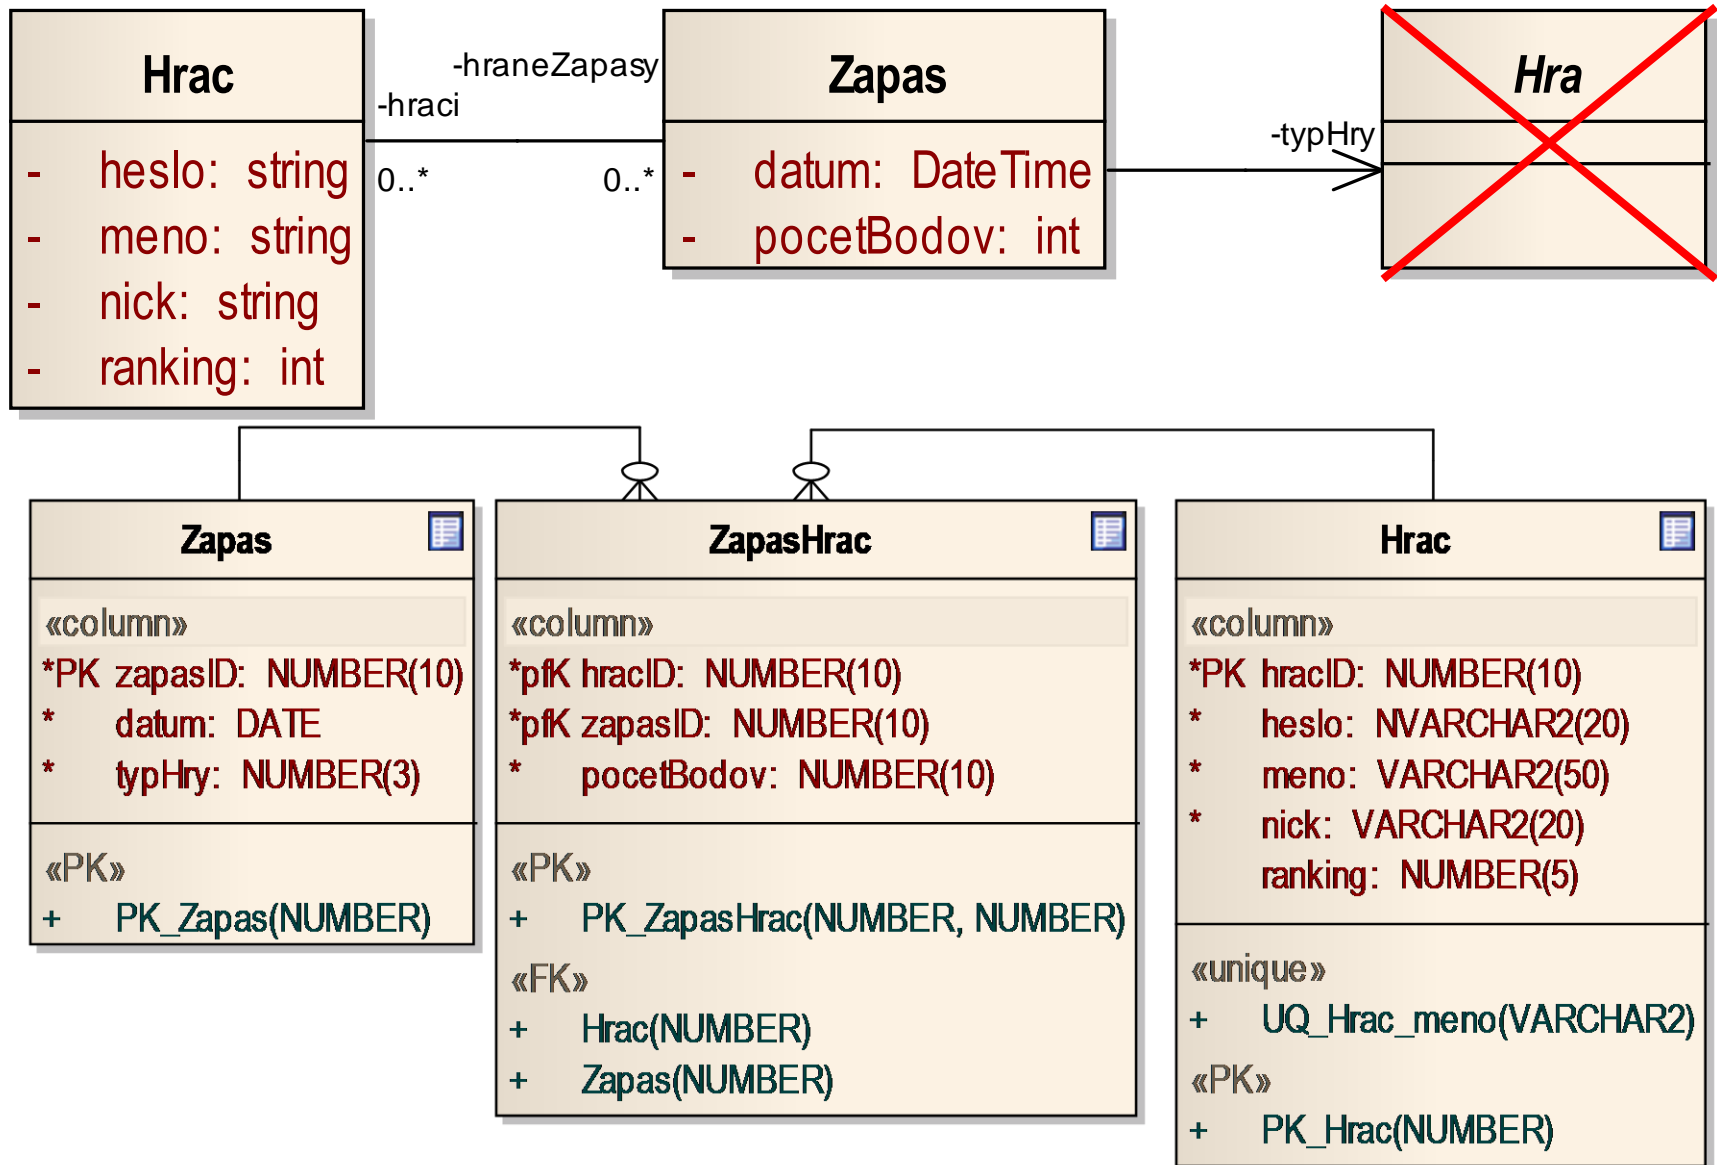 Hrac
- heslo: string
- meno: string
- nick: string
- ranking: int
-hraneZapasy
-hraci
0..*
0..*
Zapas
- datum: DateTime
- pocetBodov: int
-typHry
Hra
Zapas
«column»
*PK zapasID: NUMBER(10)
* datum: DATE
* typHry: NUMBER(3)
«PK»
+ PK_Zapas(NUMBER)
ZapasHrac
«column»
*pfK hracID: NUMBER(10)
*pfK zapasID: NUMBER(10)
* pocetBodov: NUMBER(10)
«PK»
+ PK_ZapasHrac(NUMBER, NUMBER)
«FK»
+ Hrac(NUMBER)
+ Zapas(NUMBER)
Hrac
«column»
*PK hracID: NUMBER(10)
* heslo: NVARCHAR2(20)
* meno: VARCHAR2(50)
* nick: VARCHAR2(20)
ranking: NUMBER(5)
«unique»
+ UQ_Hrac_meno(VARCHAR2)
«PK»
+ PK_Hrac(NUMBER)